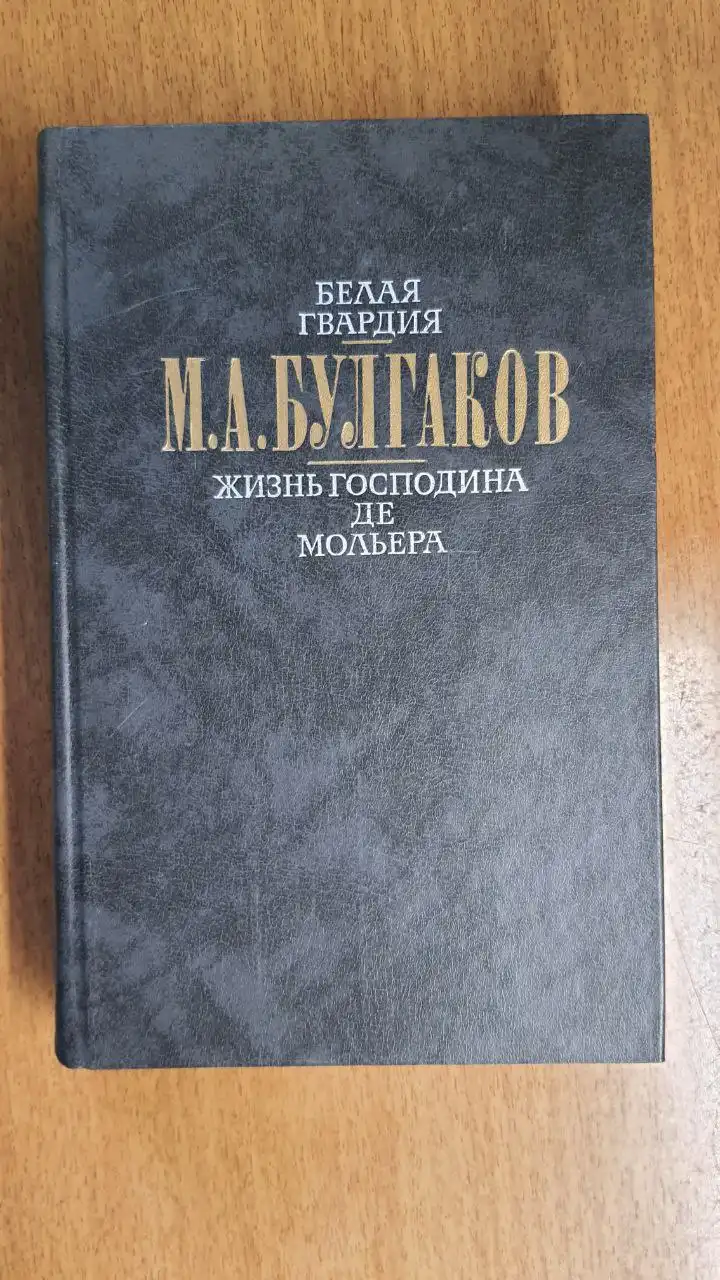 БЕЛАЯ
ГВАРДИЯ
М.А.БУЛГАКОВ
ЖИЗНЬ ГОСПОДИНА
ДЕ
МОЛЬЕРА